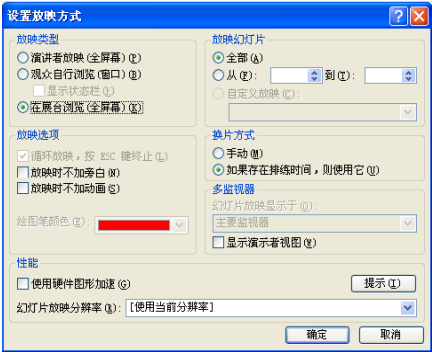 设置放映方式
放映类型
演讲者放映(全屏幕)(P)
观众自行浏览(窗口)(B)
显示状态栏(F)
在展台浏览(全屏幕)(K)
放映幻灯片
全部(A)
从(F): 到(T):
自定义放映(C):
放映选项
循环放映，按 ESC 键终止(L)
放映时不加旁白(N)
放映时不加动画(S)
绘图笔颜色(E):
换片方式
手动(M)
如果存在排练时间，则使用它(U)
多监视器
幻灯片放映显示于(O):
主要监视器
显示演示者视图(W)
性能
使用硬件图形加速(G)
提示(I)
幻灯片放映分辨率(R): [使用当前分辨率]
确定 取消